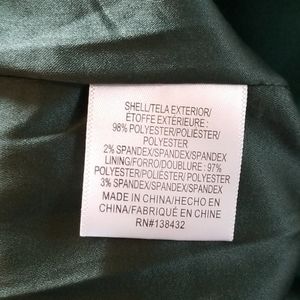 SHELL/TELA EXTERIOR/
ÉTOFFE EXTÉRIEURE :
98% POLYESTER/POLIÉSTER/
POLYESTER
2% SPANDEX/SPANDEX/SPANDEX
LINING/FORRO/DOUBLURE : 97%
POLYESTER/POLIÉSTER/POLYESTER
3% SPANDEX/SPANDEX/SPANDEX
MADE IN CHINA/HECHO EN
CHINA/FABRIQUÉ EN CHINE
RN#138432